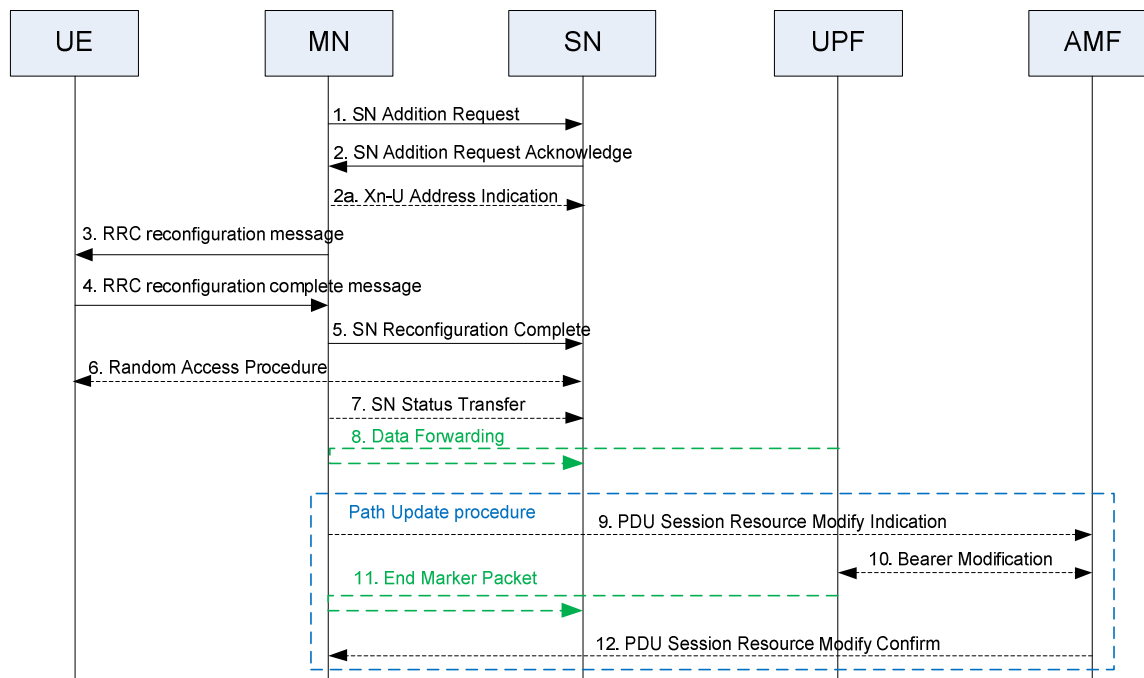 UE
MN
SN
UPF
AMF
1. SN Addition Request
2. SN Addition Request Acknowledge
2a. Xn-U Address Indication
3. RRC reconfiguration message
4. RRC reconfiguration complete message
5. SN Reconfiguration Complete
6. Random Access Procedure
7. SN Status Transfer
8. Data Forwarding
Path Update procedure
9. PDU Session Resource Modify Indication
10. Bearer Modification
11. End Marker Packet
12. PDU Session Resource Modify Confirm